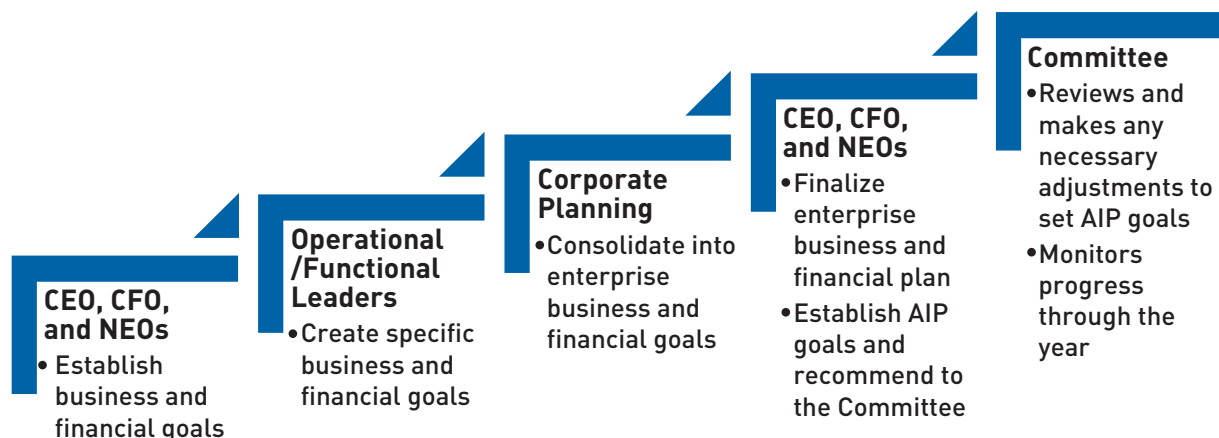 CEO, CFO,
and NEOs
• Establish
business and
financial goals
Operational
/Functional
Leaders
•Create specific
business and
financial goals
Corporate
Planning
•Consolidate into
enterprise
business and
financial goals
CEO, CFO,
and NEOs
•Finalize
enterprise
business and
financial plan
•Establish AIP
goals and
recommend to
the Committee
Committee
•Reviews and
makes any
necessary
adjustments to
set AIP goals
•Monitors
progress
through the
year